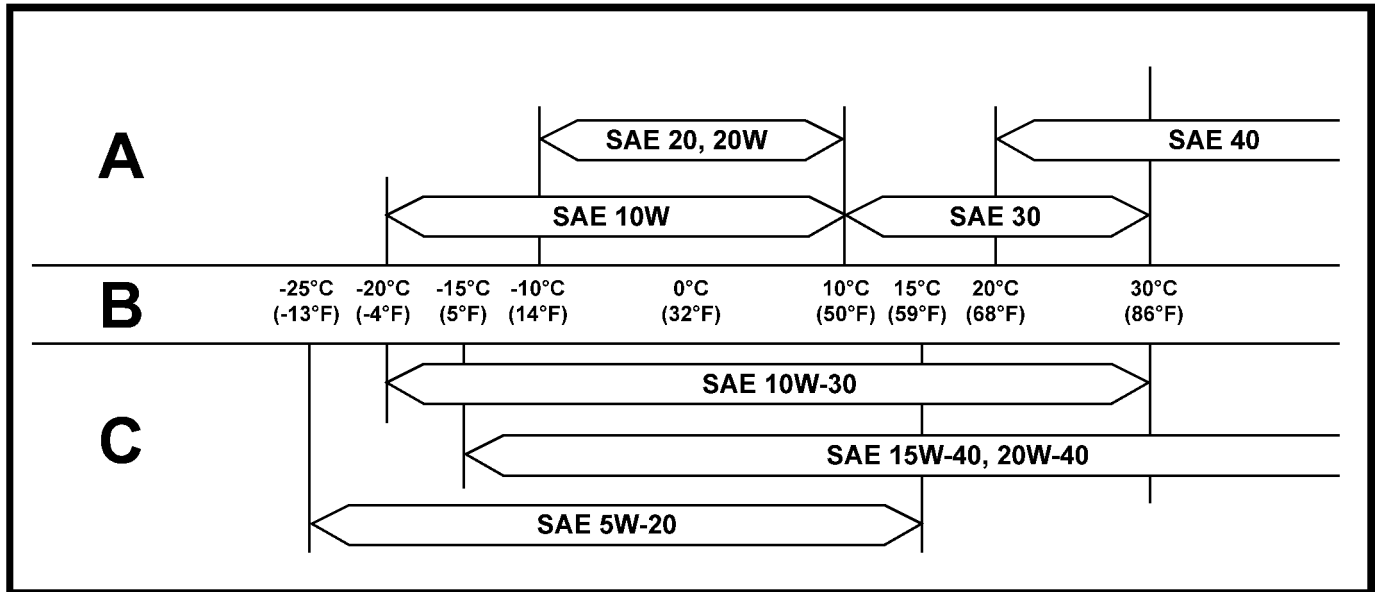 A
SAE 20, 20W
SAE 40
SAE 10W
SAE 30
B
-25°C -20°C -15°C -10°C 0°C 10°C 15°C 20°C 30°C
(-13°F) (-4°F) (5°F) (14°F) (32°F) (50°F) (59°F) (68°F) (86°F)
C
SAE 10W-30
SAE 15W-40, 20W-40
SAE 5W-20